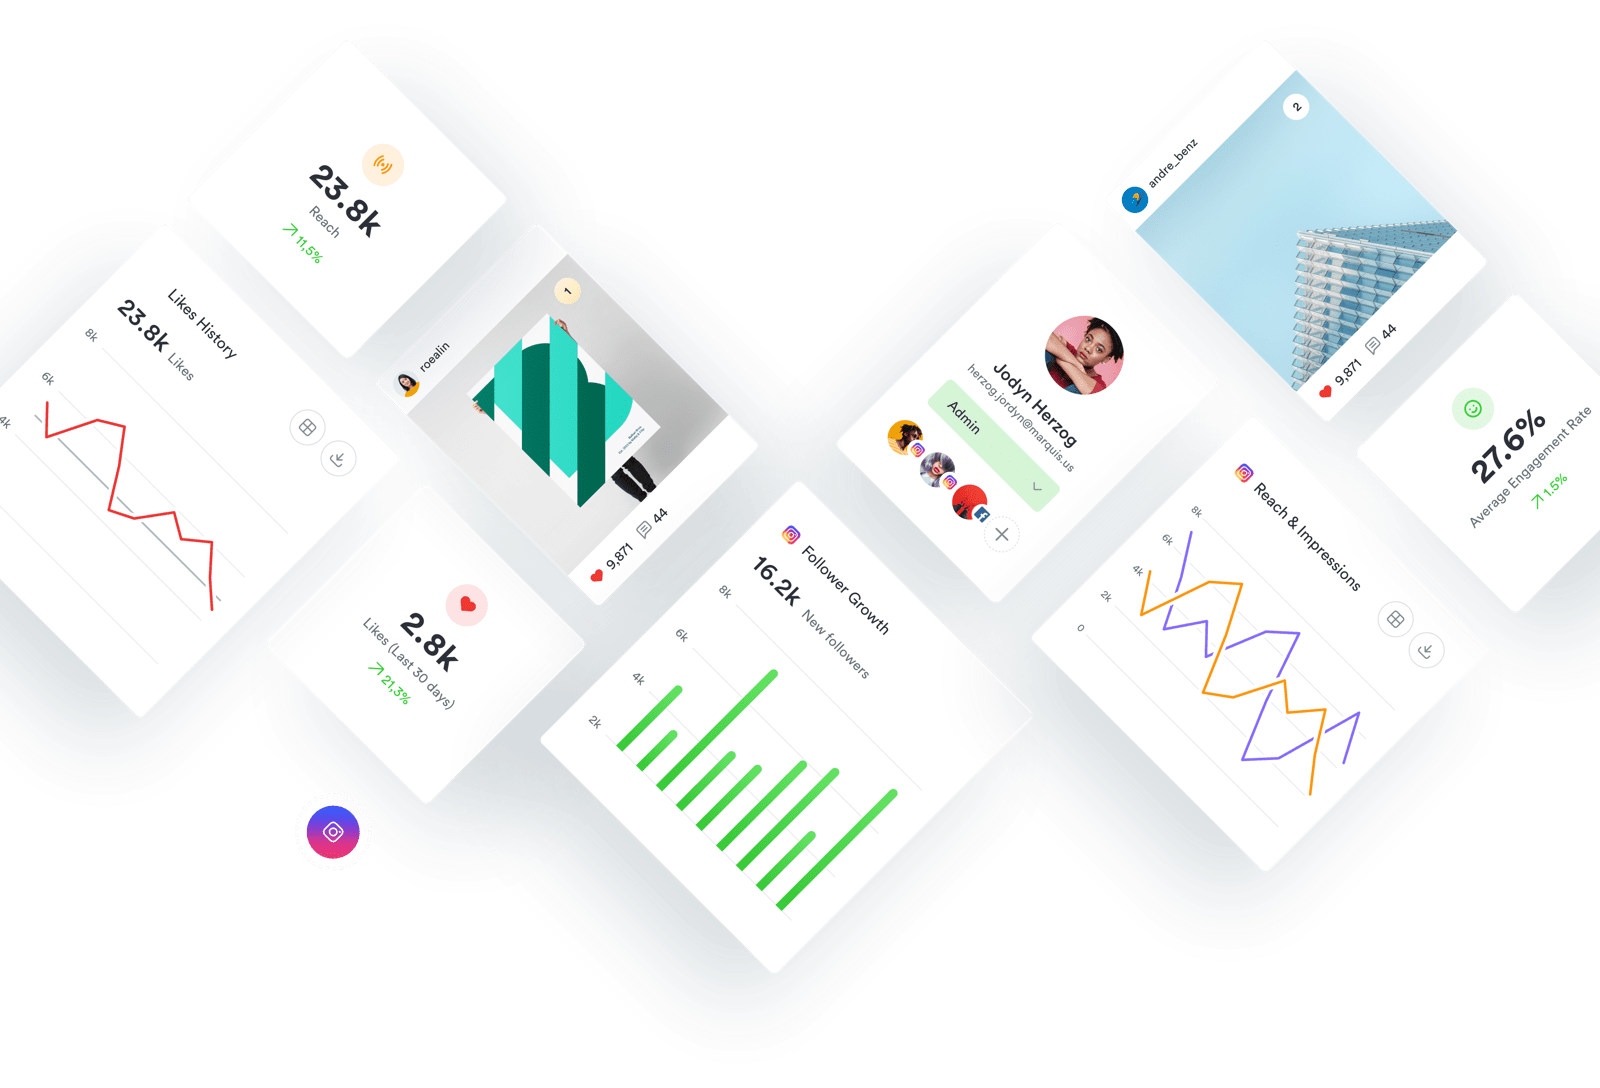 23.8k
Reach
11,5%
Likes History
23.8k Likes
8k
6k
4k
roealin
1
9,871 44
2.8k
Likes (Last 30 days)
21,3%
Follower Growth
16.2k New followers
8k
6k
4k
2k
Jodyn Herzog
herzog.jordyn@marquis.us
Admin
andre_benz
2
9,871 44
Reach & Impressions
8k
6k
4k
2k
0
27.6%
Average Engagement Rate
1.5%